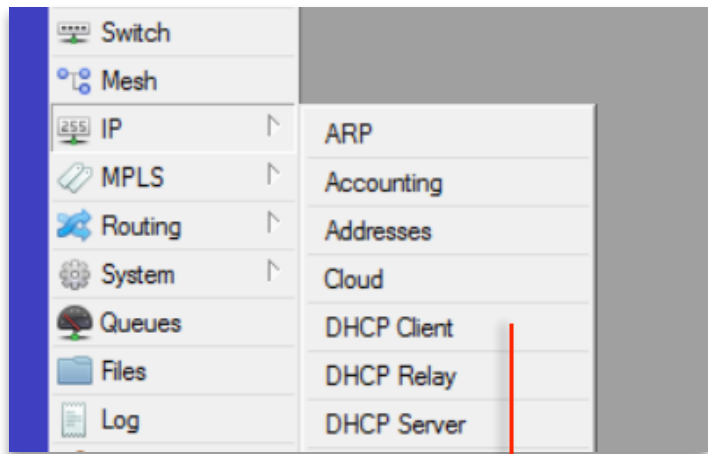 Switch
Mesh
255 IP
MPLS
Routing
System
Queues
Files
Log
ARP
Accounting
Addresses
Cloud
DHCP Client
DHCP Relay
DHCP Server